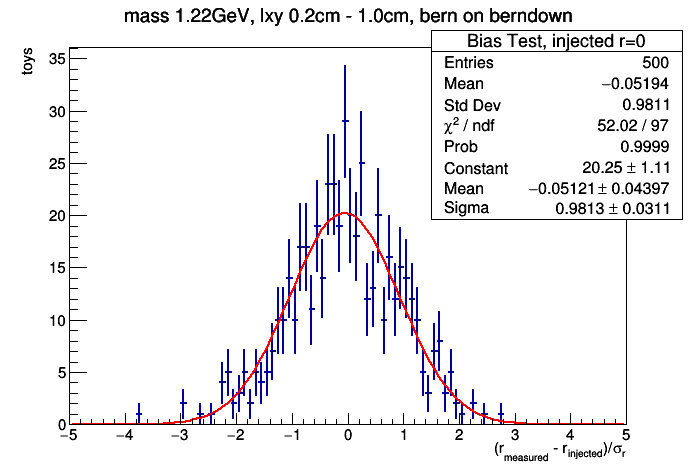 mass 1.22GeV, lxy 0.2cm - 1.0cm, bern on berndown
Bias Test, injected r=0
Entries 500
Mean −0.05194
Std Dev 0.9811
χ² / ndf 52.02 / 97
Prob 0.9999
Constant 20.25 ± 1.11
Mean −0.05121 ± 0.04397
Sigma 0.9813 ± 0.0311
toys
35
30
25
20
15
10
5
0
−5 −4 −3 −2 −1 0 1 2 3 4 5
(r_measured - r_injected)/σ_r